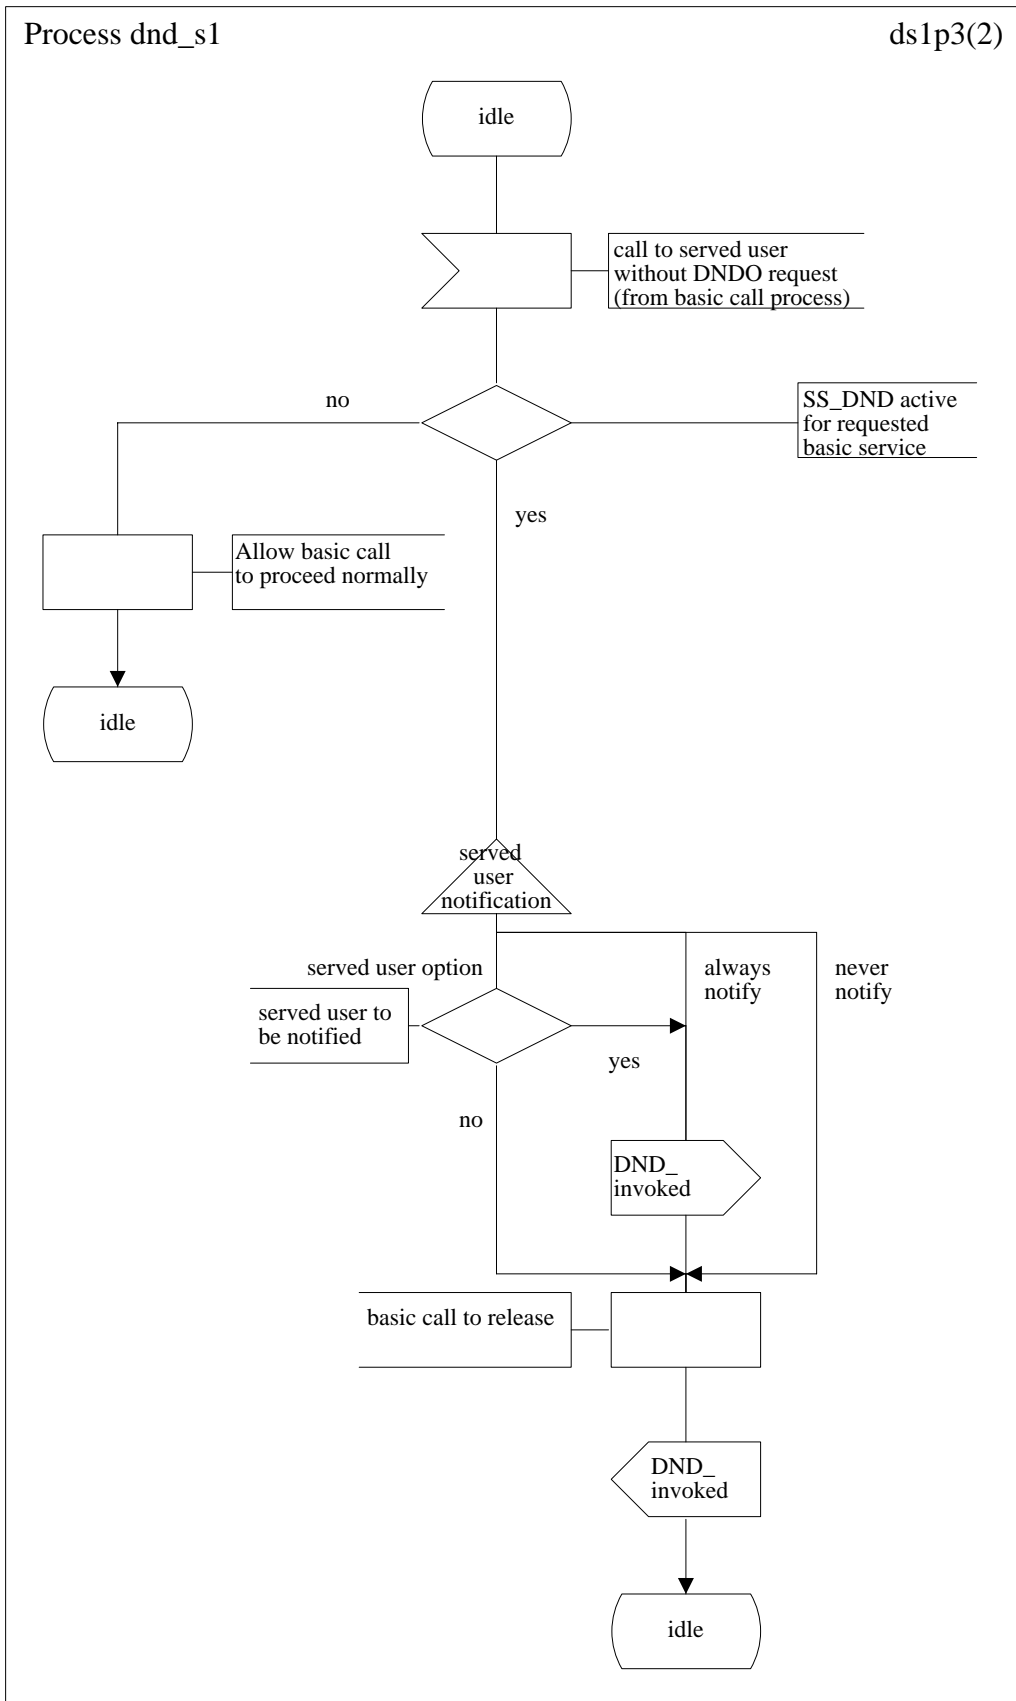 Process dnd_s1
ds1p3(2)
idle
call to served user
without DNDO request
(from basic call process)
no
SS_DND active
for requested
basic service
yes
Allow basic call
to proceed normally
idle
served
user
notification
served user option
always
notify
never
notify
served user to
be notified
yes
no
DND_
invoked
basic call to release
DND_
invoked
idle